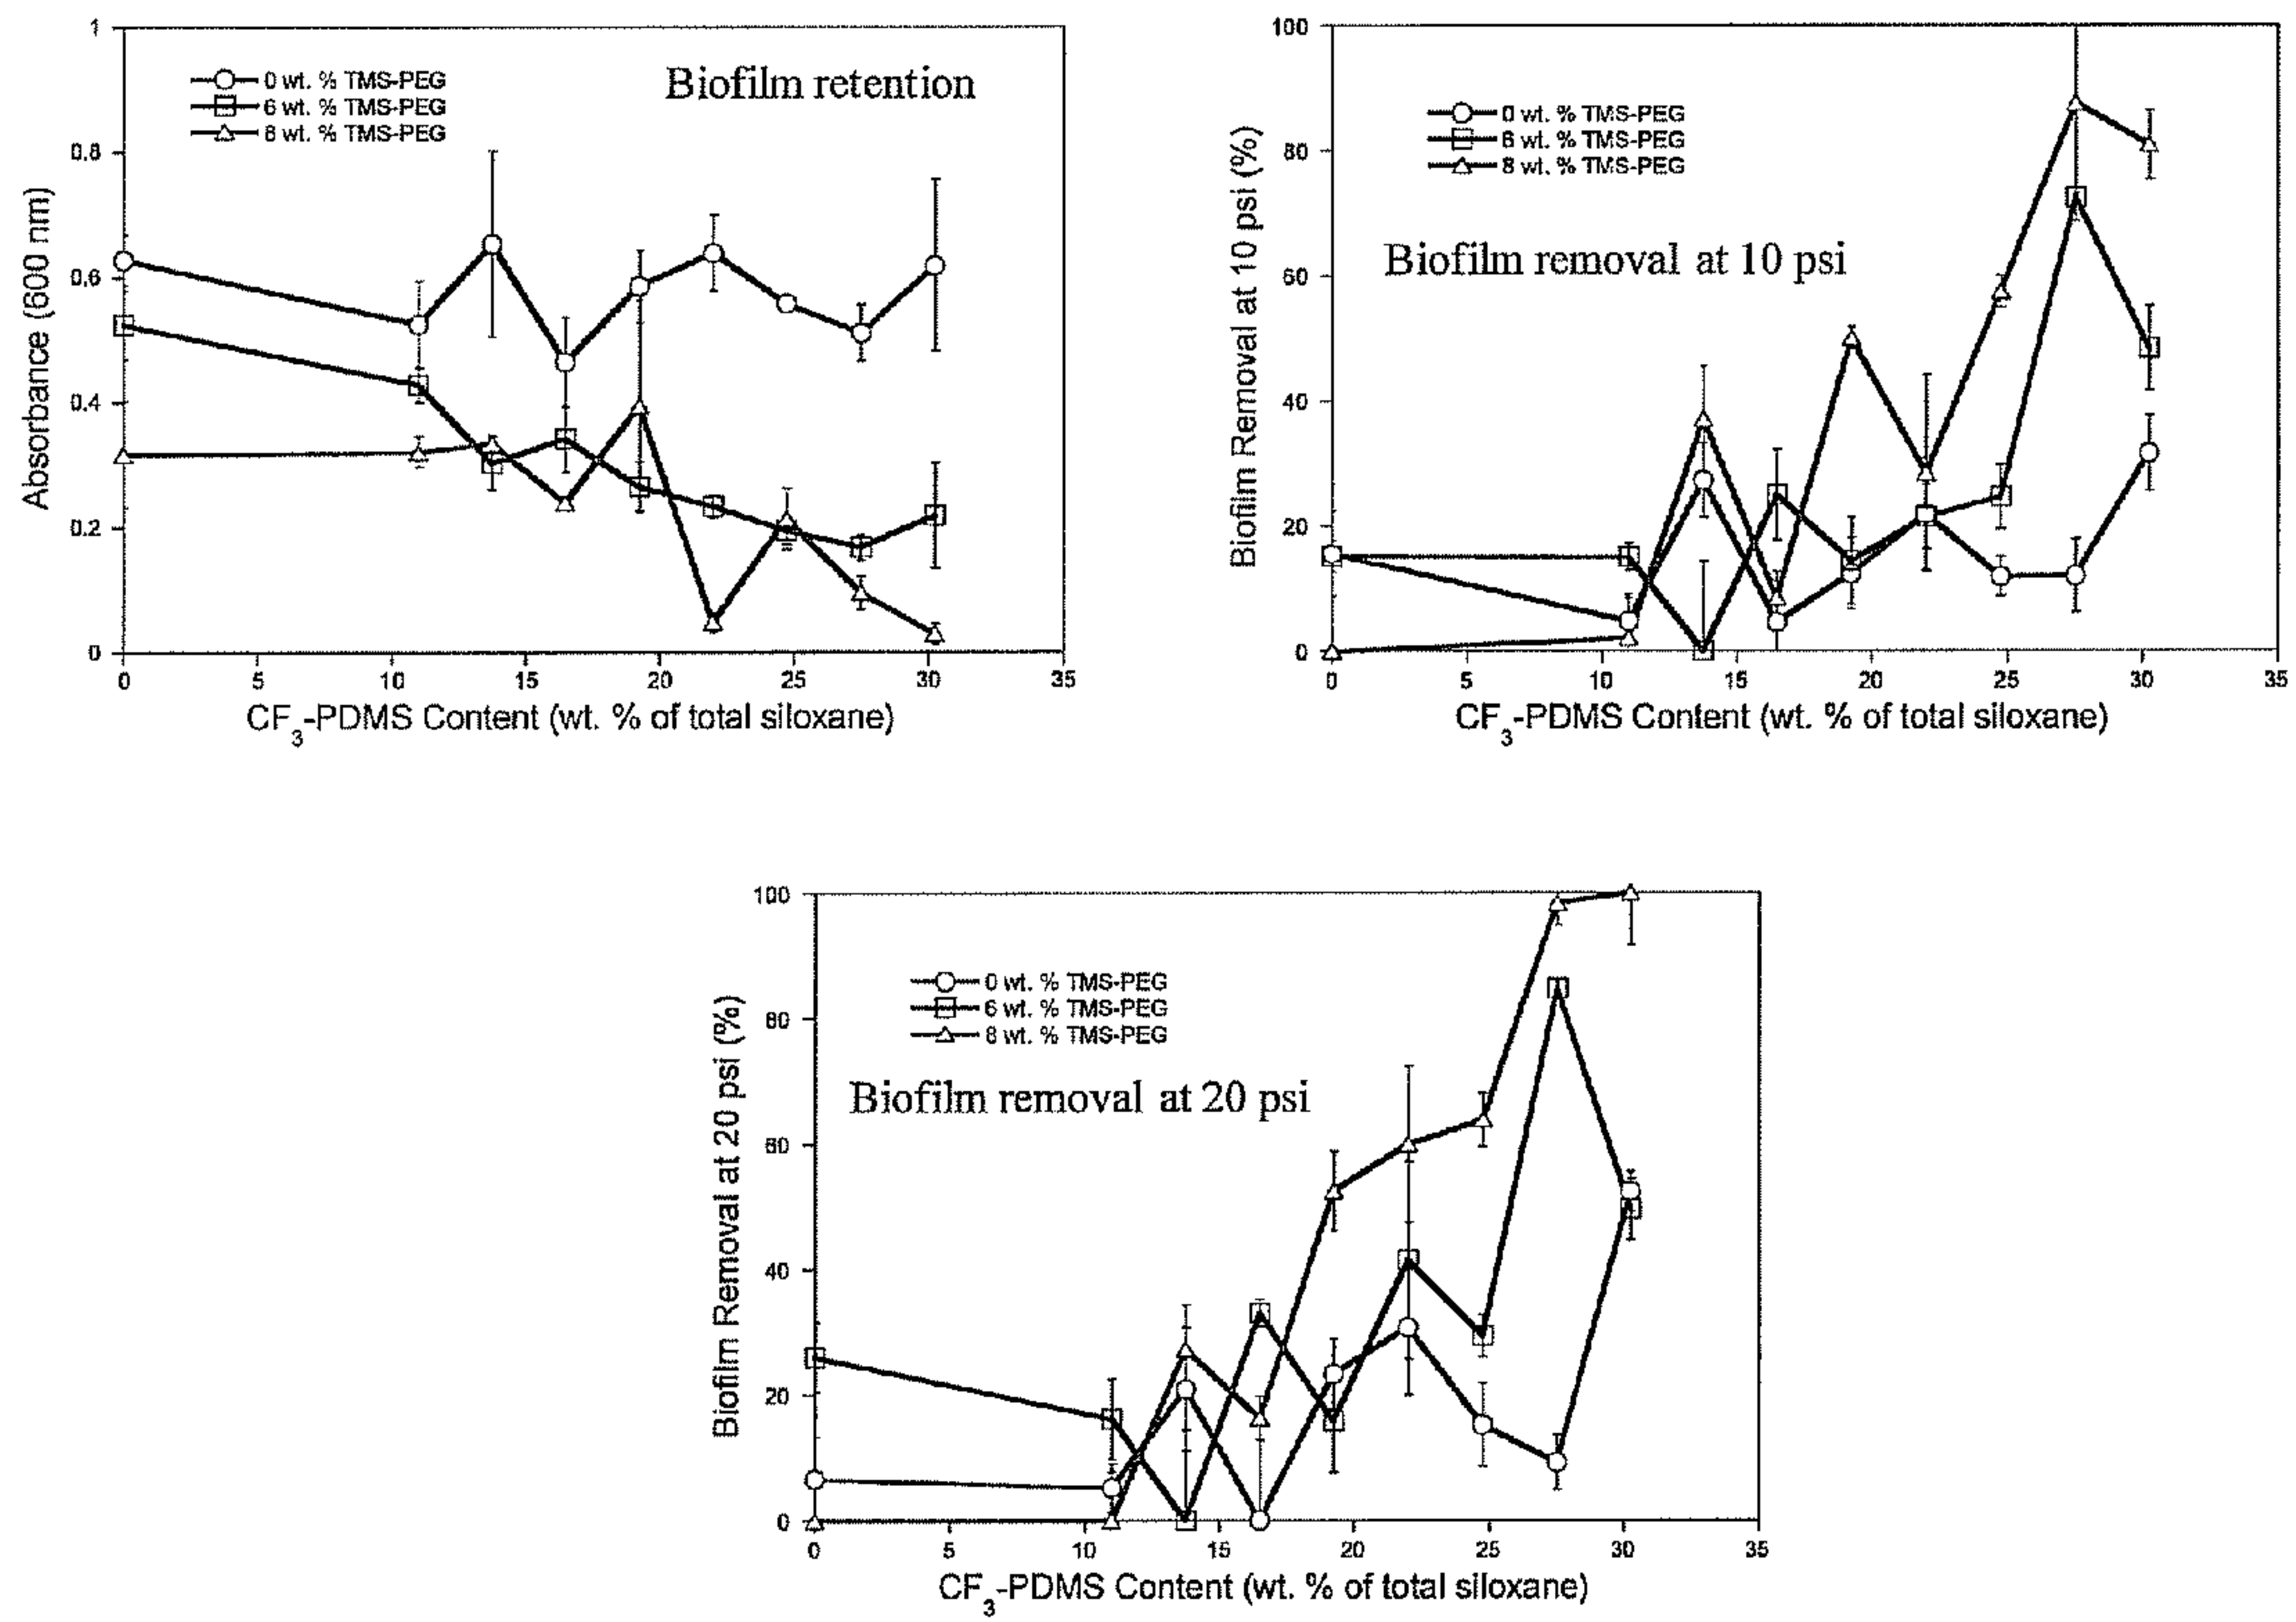 1
0 wt. % TMS-PEG
6 wt. % TMS-PEG
8 wt. % TMS-PEG
Biofilm retention
0.8
0.6
0.4
0.2
0
Absorbance (600 nm)
0 5 10 15 20 25 30 35
CF3-PDMS Content (wt. % of total siloxane)
100
0 wt. % TMS-PEG
6 wt. % TMS-PEG
8 wt. % TMS-PEG
80
Biofilm removal at 10 psi
60
40
20
0
Biofilm Removal at 10 psi (%)
0 5 10 15 20 25 30 35
CF3-PDMS Content (wt. % of total siloxane)
100
0 wt. % TMS-PEG
6 wt. % TMS-PEG
8 wt. % TMS-PEG
80
Biofilm removal at 20 psi
60
40
20
0
Biofilm Removal at 20 psi (%)
0 5 10 15 20 25 30 35
CF3-PDMS Content (wt. % of total siloxane)